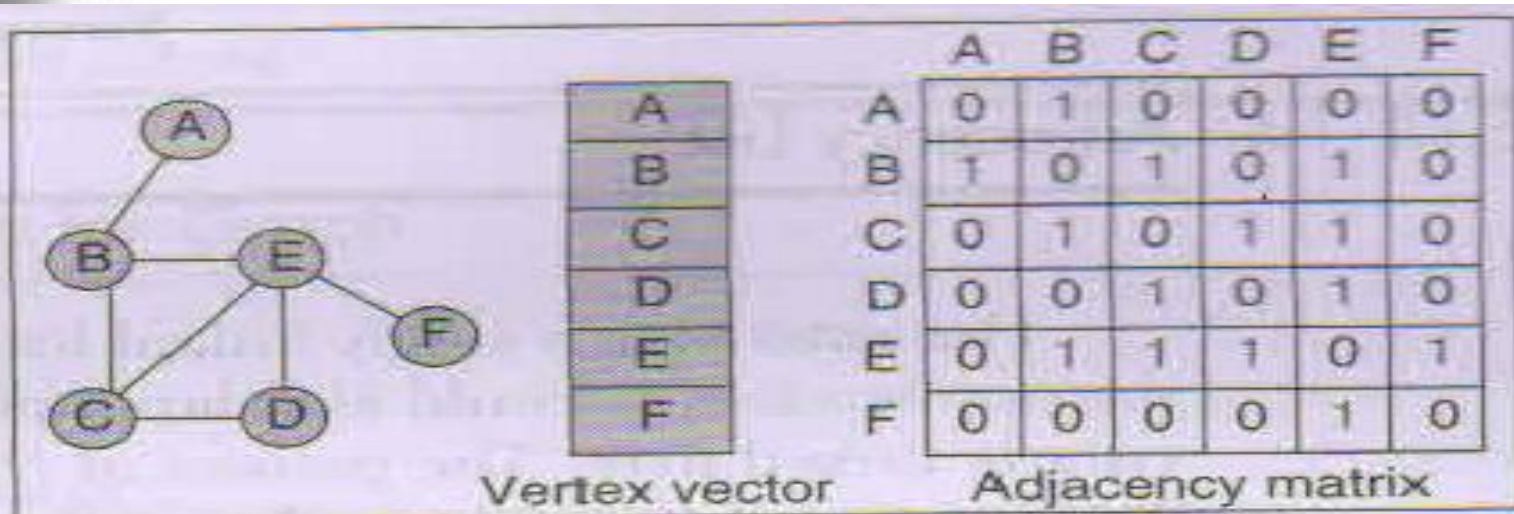 A
B
E
F
C
D
A
B
C
D
E
F
Vertex vector
A B C D E F
A 0 1 0 0 0 0
B 1 0 1 0 1 0
C 0 1 0 1 1 0
D 0 0 1 0 1 0
E 0 1 1 1 0 1
F 0 0 0 0 1 0
Adjacency matrix